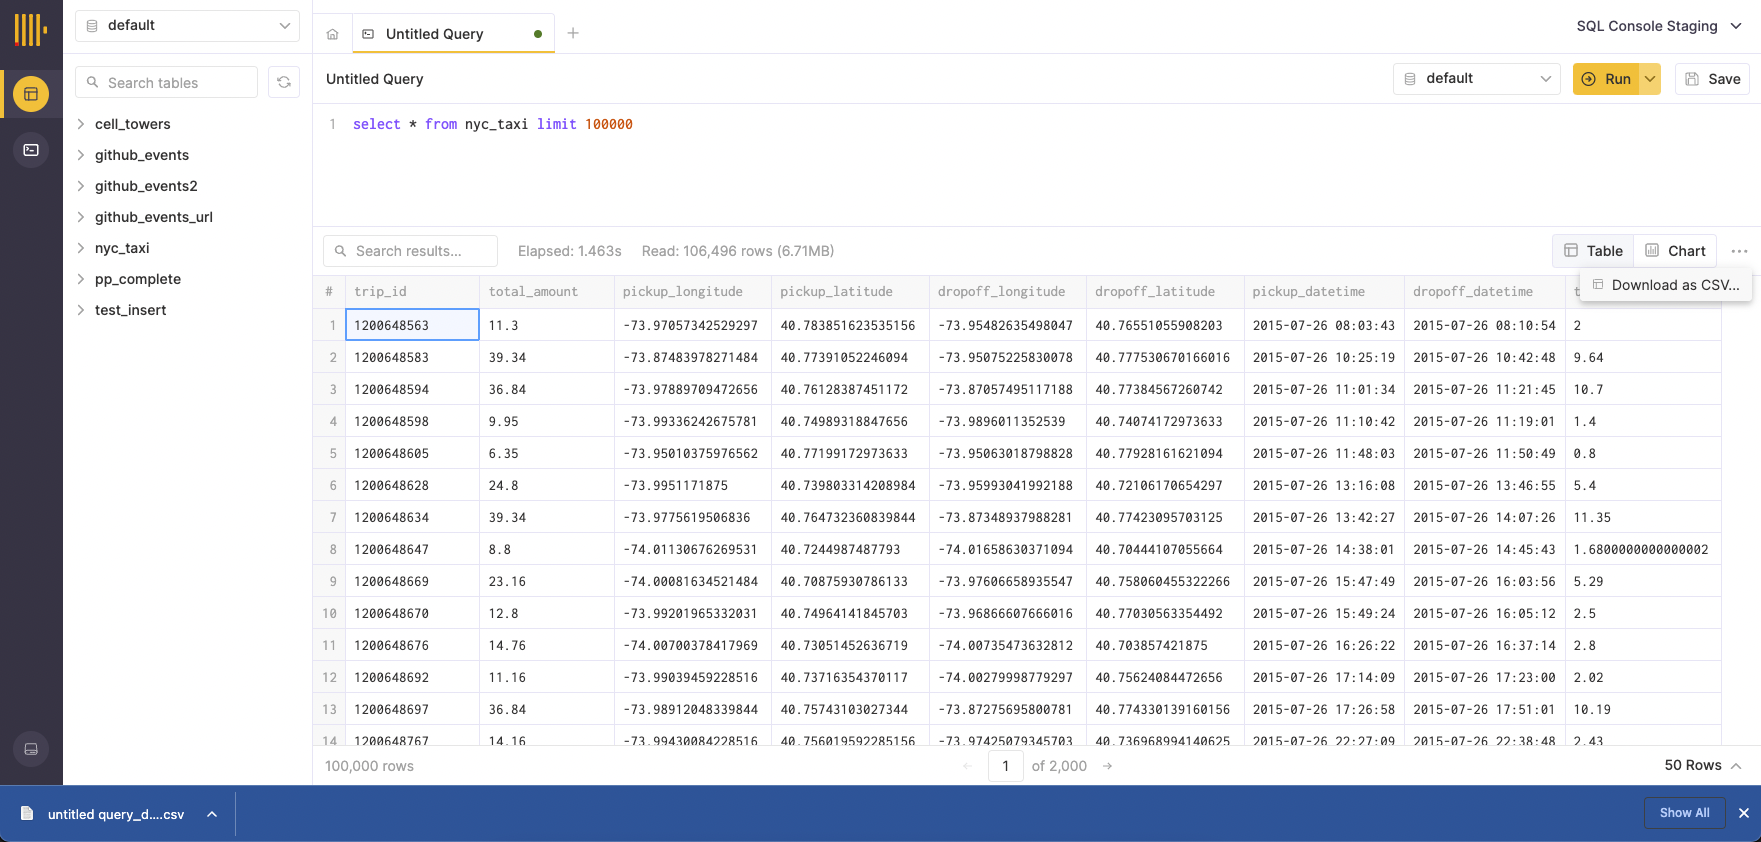 default
Search tables
cell_towers
github_events
github_events2
github_events_url
nyc_taxi
pp_complete
test_insert
Untitled Query
SQL Console Staging
Untitled Query
default
Run
Save
1 select * from nyc_taxi limit 100000
Search results...
Elapsed: 1.463s
Read: 106,496 rows (6.71MB)
Table
Chart
Download as CSV...
# trip_id total_amount pickup_longitude pickup_latitude dropoff_longitude dropoff_latitude pickup_datetime dropoff_datetime
1 1200648563 11.3 -73.97057342529297 40.783851623535156 -73.95482635498047 40.76551055908203 2015-07-26 08:03:43 2015-07-26 08:10:54 2
2 1200648583 39.34 -73.87483978271484 40.77391052246094 -73.95075225830078 40.777530670166016 2015-07-26 10:25:19 2015-07-26 10:42:48 9.64
3 1200648594 36.84 -73.97889709472656 40.76128387451172 -73.87057495117188 40.77384567260742 2015-07-26 11:01:34 2015-07-26 11:21:45 10.7
4 1200648598 9.95 -73.99336242675781 40.74989318847656 -73.9896011352539 40.74074172973633 2015-07-26 11:10:42 2015-07-26 11:19:01 1.4
5 1200648605 6.35 -73.95010375976562 40.77199172973633 -73.95063018798828 40.77928161621094 2015-07-26 11:48:03 2015-07-26 11:50:49 0.8
6 1200648628 24.8 -73.9951171875 40.739803314208984 -73.95993041992188 40.72106170654297 2015-07-26 13:16:08 2015-07-26 13:46:55 5.4
7 1200648634 39.34 -73.9775619506836 40.764732360839844 -73.87348937988281 40.77423095703125 2015-07-26 13:42:27 2015-07-26 14:07:26 11.35
8 1200648647 8.8 -74.01130676269531 40.7244987487793 -74.01658630371094 40.70444107055664 2015-07-26 14:38:01 2015-07-26 14:45:43 1.6800000000000002
9 1200648669 23.16 -74.00081634521484 40.70875930786133 -73.97606658935547 40.758060455322266 2015-07-26 15:47:49 2015-07-26 16:03:56 5.29
10 1200648670 12.8 -73.99201965332031 40.74964141845703 -73.96866607666016 40.77030563354492 2015-07-26 15:49:24 2015-07-26 16:05:12 2.5
11 1200648676 14.76 -74.00700378417969 40.73051452636719 -74.00735473632812 40.703857421875 2015-07-26 16:26:22 2015-07-26 16:37:14 2.8
12 1200648692 11.16 -73.99039459228516 40.73716354370117 -74.00279998779297 40.75624084472656 2015-07-26 17:14:09 2015-07-26 17:23:00 2.02
13 1200648697 36.84 -73.98912048339844 40.75743103027344 -73.87275695800781 40.774330139160156 2015-07-26 17:26:58 2015-07-26 17:51:01 10.19
14 1200648767 14.16 -73.99430084228516 40.756019592285156 -73.97425079345703 40.736968994140625 2015-07-26 22:27:09 2015-07-26 22:38:48 2.43
100,000 rows
1 of 2,000
50 Rows
untitled query_d....csv
Show All